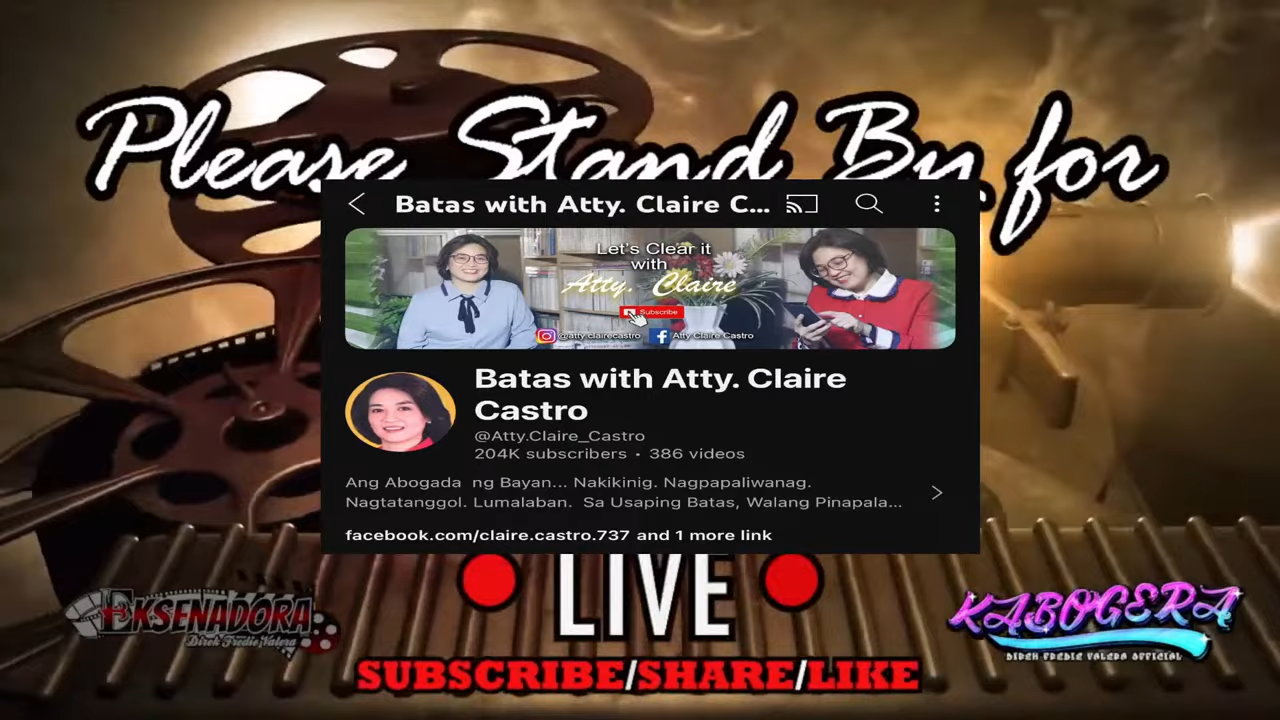 Please Stand By for
Batas with Atty. Claire C...
Let's Clear it
with
Atty. Claire
Subscribe
@atty.clairecastro
Atty Claire Castro
Batas with Atty. Claire
Castro
@Atty.Claire_Castro
204K subscribers • 386 videos
Ang Abogada ng Bayan... Nakikinig. Nagpapaliwanag.
Nagtatanggol. Lumalaban. Sa Usaping Batas, Walang Pinapala...
facebook.com/claire.castro.737 and 1 more link
LIVE
EKSENADORA
Direk Fredie Valera
KABOGERA
DIREK FREDIE VALERA OFFICIAL
SUBSCRIBE/SHARE/LIKE